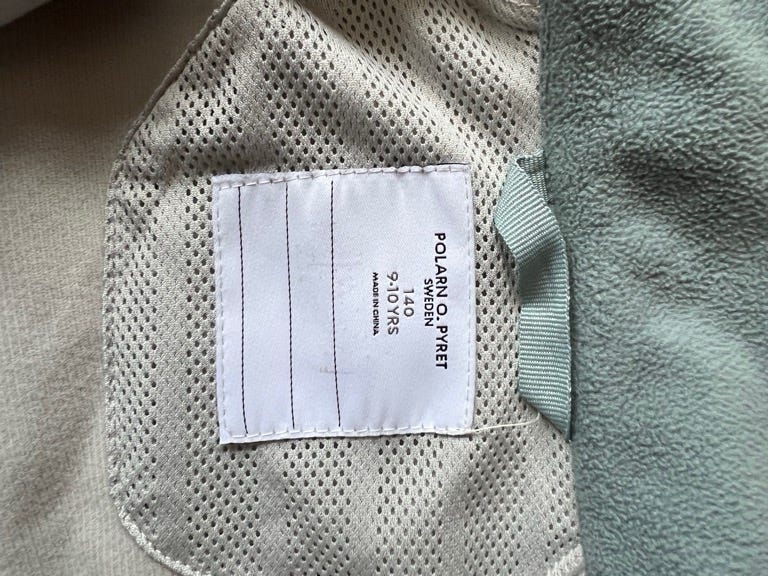 POLARN O. PYRET
SWEDEN
140
9-10 YRS
MADE IN CHINA